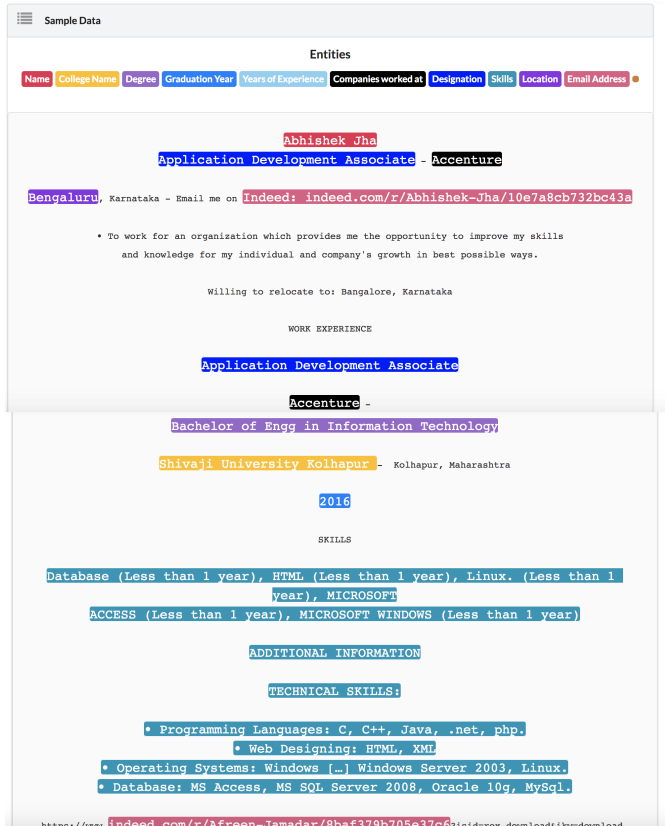 Sample Data
Entities
Name College Name Degree Graduation Year Years of Experience Companies worked at Designation Skills Location Email Address
Abhishek Jha
Application Development Associate - Accenture
Bengaluru, Karnataka - Email me on Indeed: indeed.com/r/Abhishek-Jha/10e7a8cb732bc43a
• To work for an organization which provides me the opportunity to improve my skills
and knowledge for my individual and company's growth in best possible ways.
Willing to relocate to: Bangalore, Karnataka
WORK EXPERIENCE
Application Development Associate
Accenture -
Bachelor of Engg in Information Technology
Shivaji University Kolhapur - Kolhapur, Maharashtra
2016
SKILLS
Database (Less than 1 year), HTML (Less than 1 year), Linux. (Less than 1
year), MICROSOFT
ACCESS (Less than 1 year), MICROSOFT WINDOWS (Less than 1 year)
ADDITIONAL INFORMATION
TECHNICAL SKILLS:
• Programming Languages: C, C++, Java, .net, php.
• Web Designing: HTML, XML
• Operating Systems: Windows […] Windows Server 2003, Linux.
• Database: MS Access, MS SQL Server 2008, Oracle 10g, MySql.
https://www.indeed.com/r/Afreen-Jamadar/8baf379b705e37c6?isid=rex-download&ikw=download